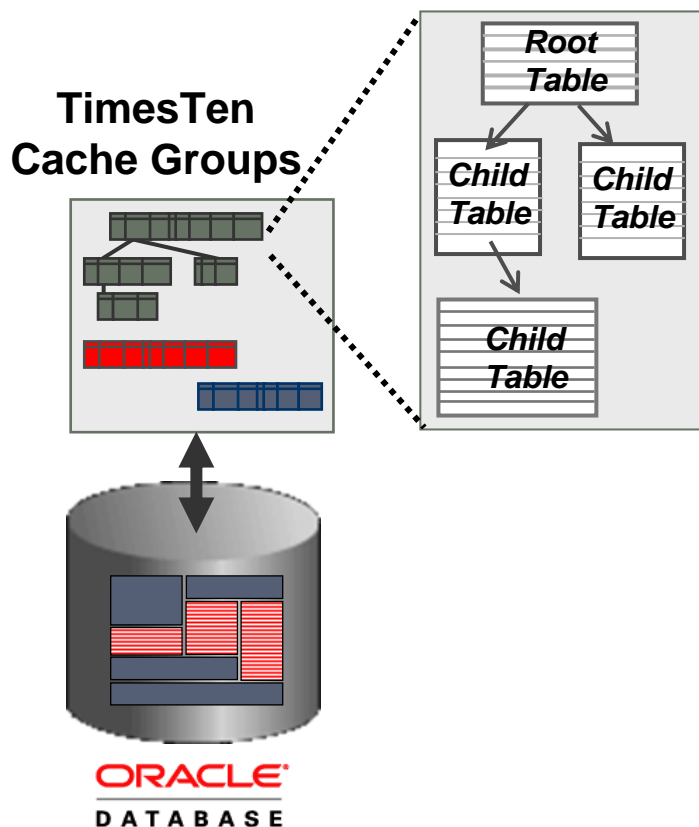 TimesTen
Cache Groups
Root
Table
Child
Table
Child
Table
Child
Table
ORACLE®
DATABASE